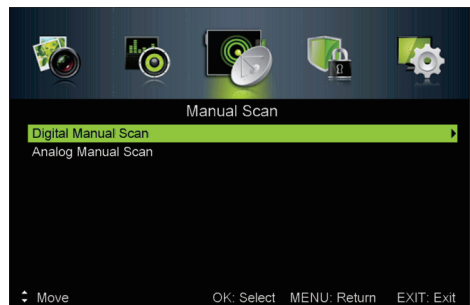 Manual Scan
Digital Manual Scan
Analog Manual Scan
Move OK: Select MENU: Return EXIT: Exit